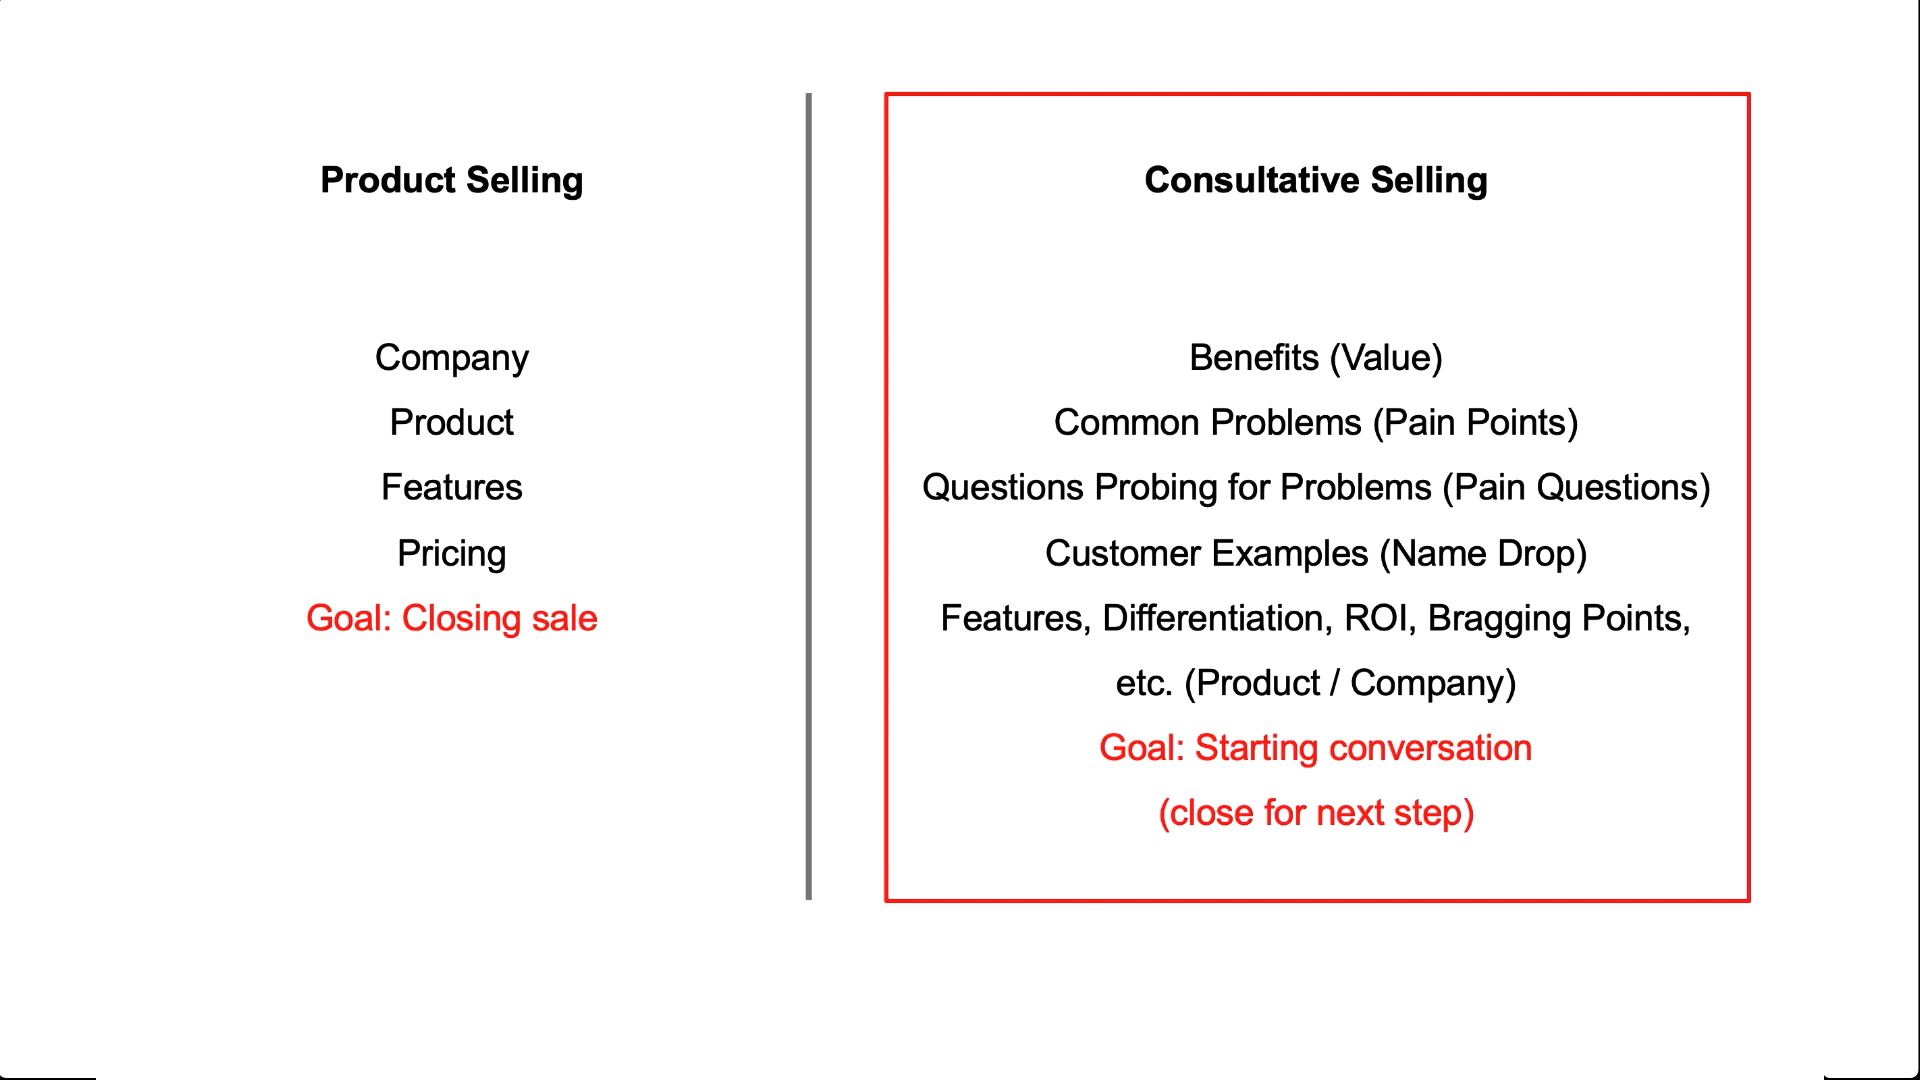 Product Selling
Company
Product
Features
Pricing
Goal: Closing sale
Consultative Selling
Benefits (Value)
Common Problems (Pain Points)
Questions Probing for Problems (Pain Questions)
Customer Examples (Name Drop)
Features, Differentiation, ROI, Bragging Points,
etc. (Product / Company)
Goal: Starting conversation
(close for next step)